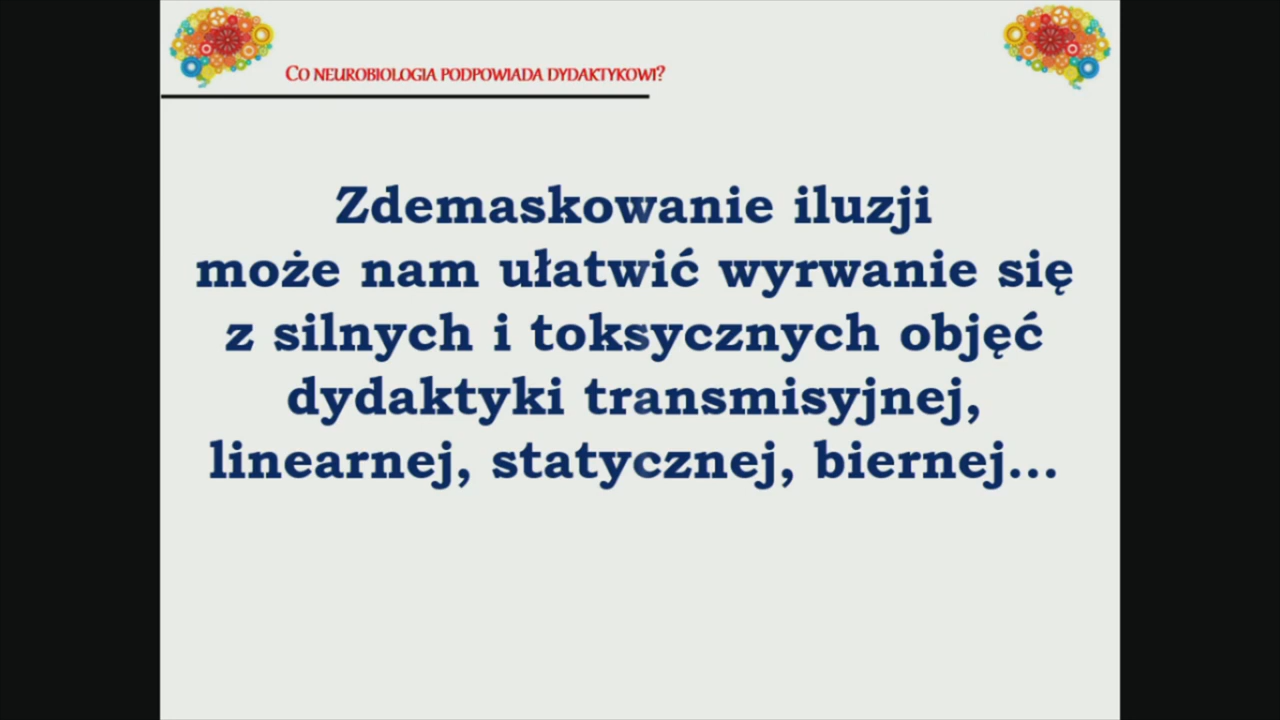 Co neurobiologia podpowiada dydaktykowi?
Zdemaskowanie iluzji
może nam ułatwić wyrwanie się
z silnych i toksycznych objęć
dydaktyki transmisyjnej,
linearnej, statycznej, biernej...